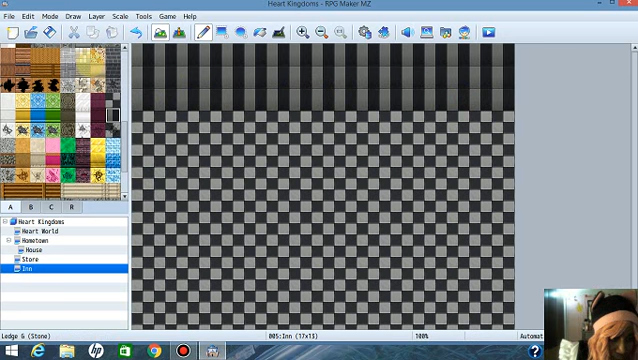 Heart Kingdoms - RPG Maker MZ
File Edit Mode Draw Layer Scale Tools Game Help
A B C R
Heart Kingdoms
Heart World
Hometown
House
Store
Inn
Ledge G (Stone) 005:Inn (17x13) 100% Automat